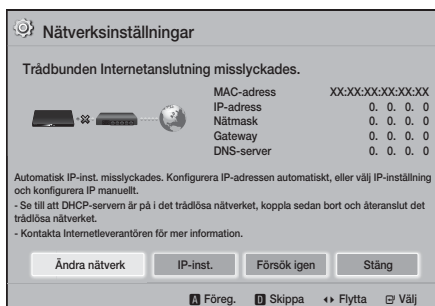 Nätverksinställningar
Trådbunden Internetanslutning misslyckades.
MAC-adress XX:XX:XX:XX:XX:XX
IP-adress 0. 0. 0. 0
Nätmask 0. 0. 0. 0
Gateway 0. 0. 0. 0
DNS-server 0. 0. 0. 0
Automatisk IP-inst. misslyckades. Konfigurera IP-adressen automatiskt, eller välj IP-inställning
och konfigurera IP manuellt.
- Se till att DHCP-servern är på i det trådlösa nätverket, koppla sedan bort och återanslut det
trådlösa nätverket.
- Kontakta Internetleverantören för mer information.
Ändra nätverk IP-inst. Försök igen Stäng
A Föreg. D Skippa Flytta Välj